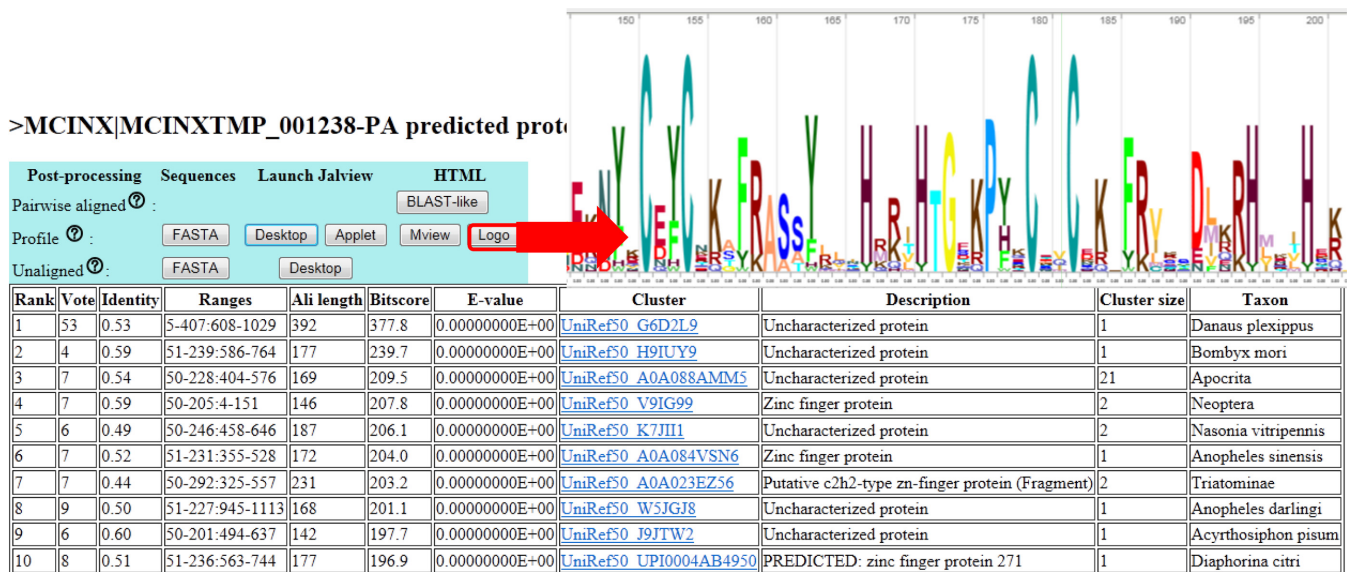 150 155 160 165 170 175 180 185 190 195 200
>MCINX|MCINXTMP_001238-PA predicted prote
Post-processing Sequences Launch Jalview HTML
Pairwise aligned ? : BLAST-like
Profile ? : FASTA Desktop Applet Mview Logo
Unaligned ? : FASTA Desktop
Rank Vote Identity Ranges Ali length Bitscore E-value Cluster Description Cluster size Taxon
1 53 0.53 5-407:608-1029 392 377.8 0.00000000E+00 UniRef50_G6D2L9 Uncharacterized protein 1 Danaus plexippus
2 4 0.59 51-239:586-764 177 239.7 0.00000000E+00 UniRef50_H9IUY9 Uncharacterized protein 1 Bombyx mori
3 7 0.54 50-228:404-576 169 209.5 0.00000000E+00 UniRef50_A0A088AMM5 Uncharacterized protein 21 Apocrita
4 7 0.59 50-205:4-151 146 207.8 0.00000000E+00 UniRef50_V9IG99 Zinc finger protein 2 Neoptera
5 6 0.49 50-246:458-646 187 206.1 0.00000000E+00 UniRef50_K7JII1 Uncharacterized protein 2 Nasonia vitripennis
6 7 0.52 51-231:355-528 172 204.0 0.00000000E+00 UniRef50_A0A084VSN6 Zinc finger protein 1 Anopheles sinensis
7 7 0.44 50-292:325-557 231 203.2 0.00000000E+00 UniRef50_A0A023EZ56 Putative c2h2-type zn-finger protein (Fragment) 2 Triatominae
8 9 0.50 51-227:945-1113 168 201.1 0.00000000E+00 UniRef50_W5JGJ8 Uncharacterized protein 1 Anopheles darlingi
9 6 0.60 50-201:494-637 142 197.7 0.00000000E+00 UniRef50_J9JTW2 Uncharacterized protein 1 Acyrthosiphon pisum
10 8 0.51 51-236:563-744 177 196.9 0.00000000E+00 UniRef50_UPI0004AB4950 PREDICTED: zinc finger protein 271 1 Diaphorina citri